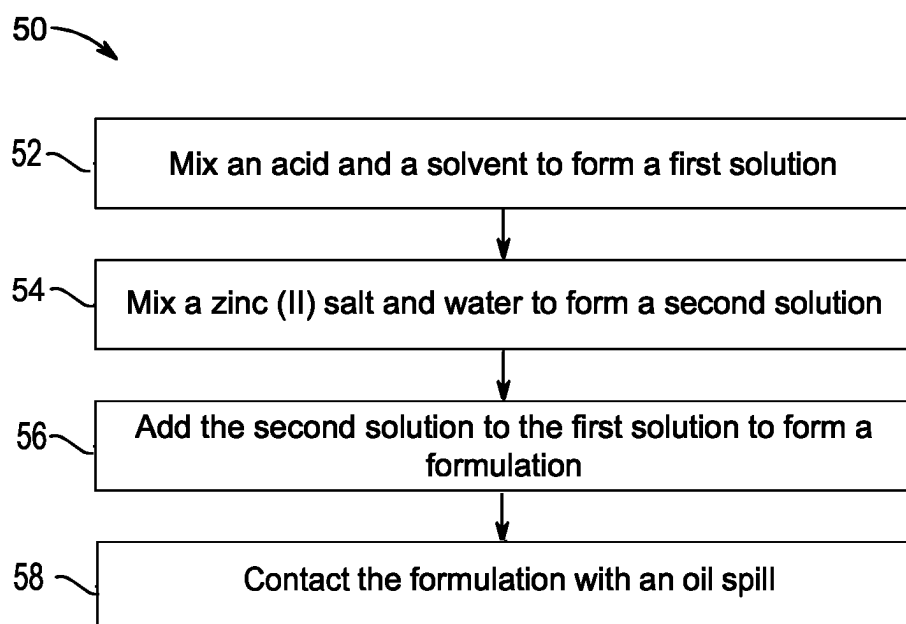 50
52
Mix an acid and a solvent to form a first solution
54
Mix a zinc (II) salt and water to form a second solution
56
Add the second solution to the first solution to form a
formulation
58
Contact the formulation with an oil spill